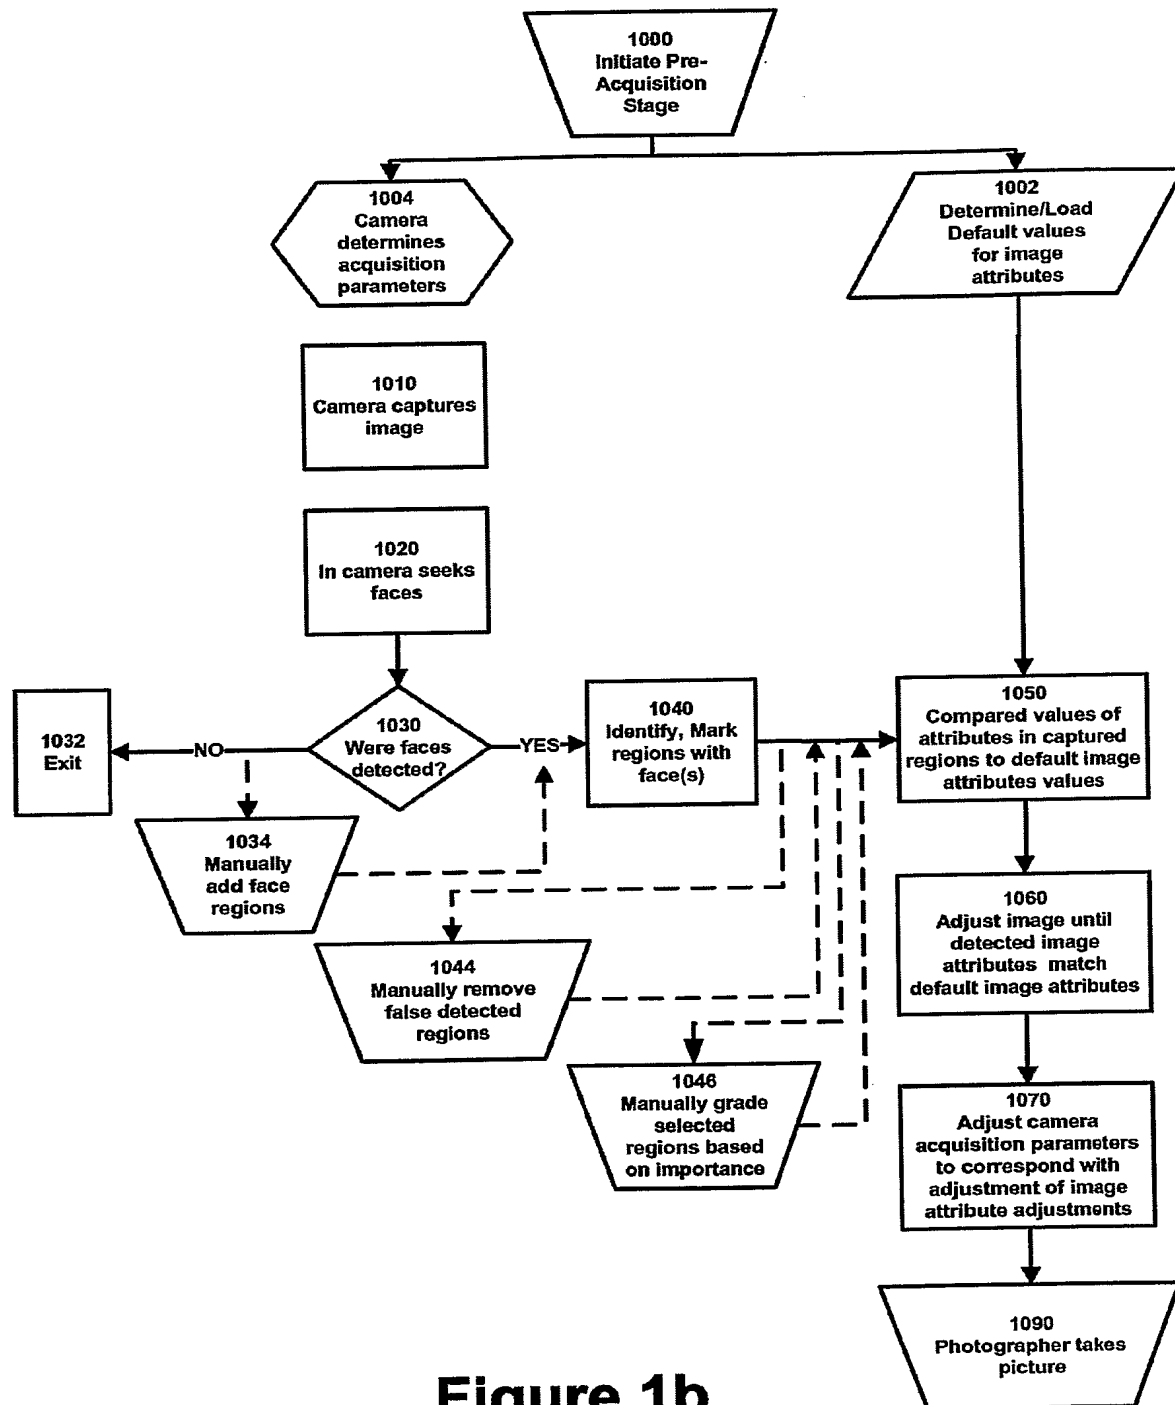 1000
Initiate Pre-
Acquisition
Stage
1004
Camera
determines
acquisition
parameters
1002
Determine/Load
Default values
for image
attributes
1010
Camera captures
image
1020
In camera seeks
faces
1030
Were faces
detected?
NO
YES
1032
Exit
1040
Identify, Mark
regions with
face(s)
1050
Compared values of
attributes in captured
regions to default image
attributes values
1034
Manually
add face
regions
1044
Manually remove
false detected
regions
1046
Manually grade
selected
regions based
on importance
1060
Adjust image until
detected image
attributes match
default image attributes
1070
Adjust camera
acquisition parameters
to correspond with
adjustment of image
attribute adjustments
1090
Photographer takes
picture
Figure 1b